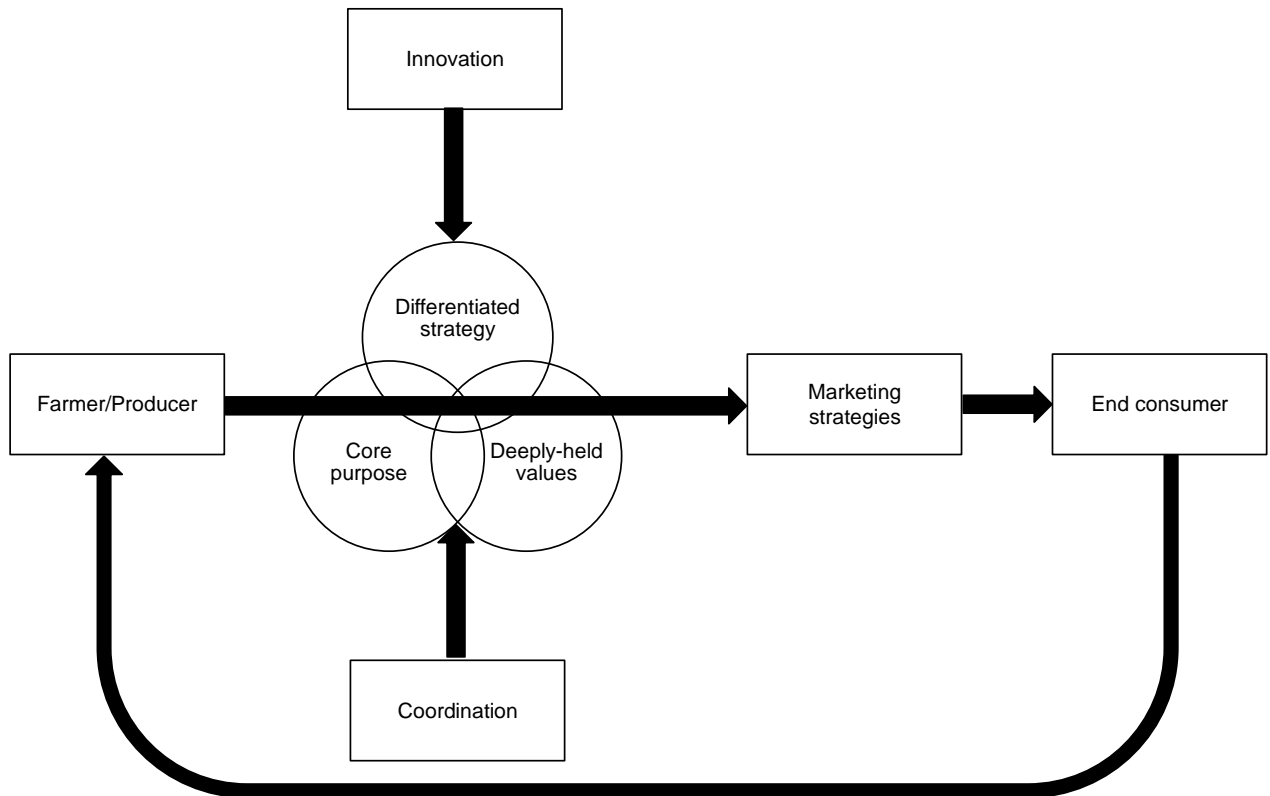 Innovation
Differentiated
strategy
Farmer/Producer
Marketing
strategies
End consumer
Core
purpose
Deeply-held
values
Coordination